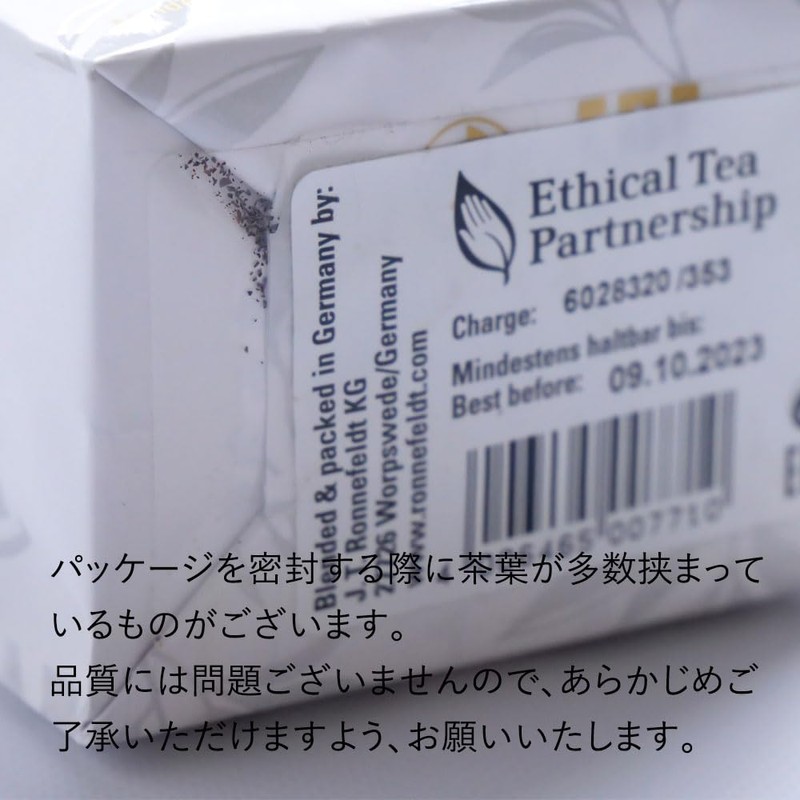 Ethical Tea
Partnership
Charge: 6028320 /353
Mindestens haltbar bis:
Best before: 09.10.2023
Blended & packed in Germany by:
J. T. Ronnefeldt KG
Worpswede/Germany
www.ronnefeldt.com
007710
パッケージを密封する際に茶葉が多数挟まって
いるものがございます。
品質には問題ございませんので、あらかじめご
了承いただけますよう、お願いいたします。